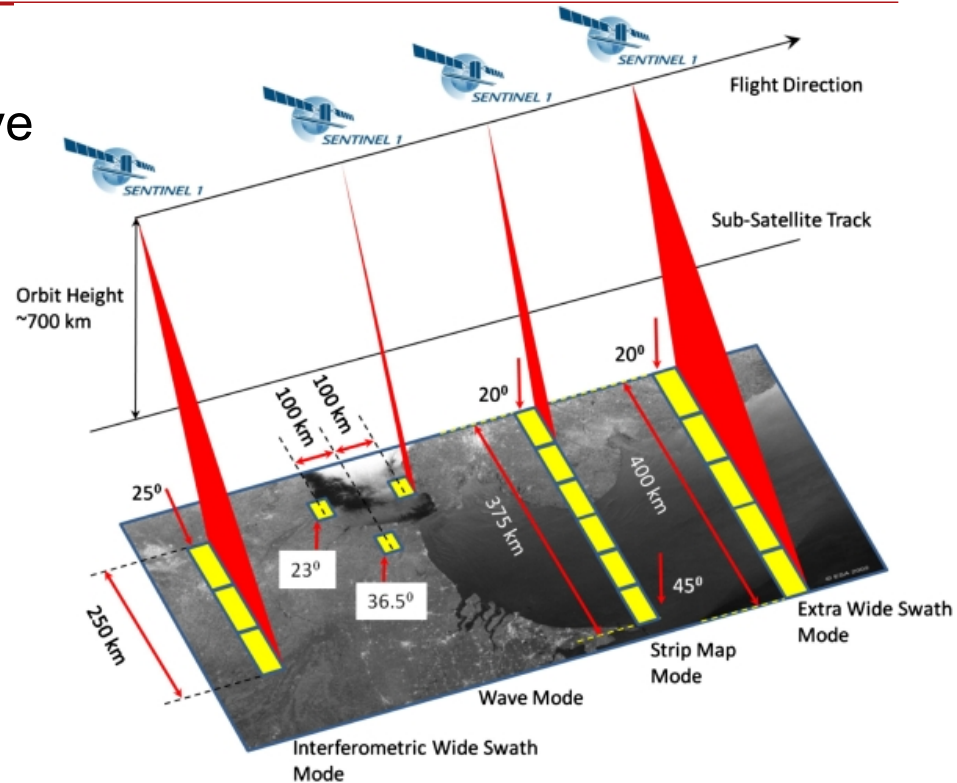 ve
SENTINEL 1
SENTINEL 1
SENTINEL 1
SENTINEL 1
Flight Direction
Sub-Satellite Track
Orbit Height
~700 km
100 km
100 km
20⁰
20⁰
25⁰
375 km
400 km
23⁰
36.5⁰
45⁰
250 km
© ESA 2002
Extra Wide Swath
Mode
Strip Map
Mode
Wave Mode
Interferometric Wide Swath
Mode